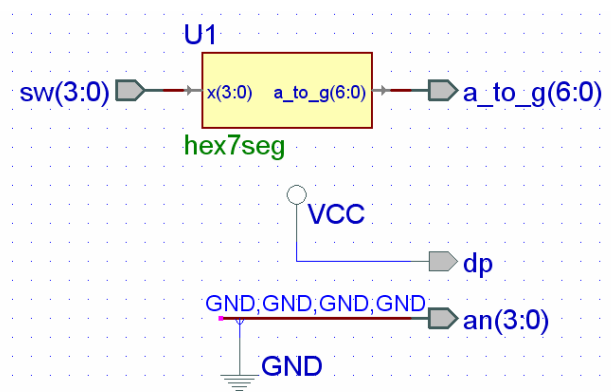 U1
sw(3:0)
x(3:0) a_to_g(6:0)
a_to_g(6:0)
hex7seg
VCC
dp
GND,GND,GND,GND
an(3:0)
GND